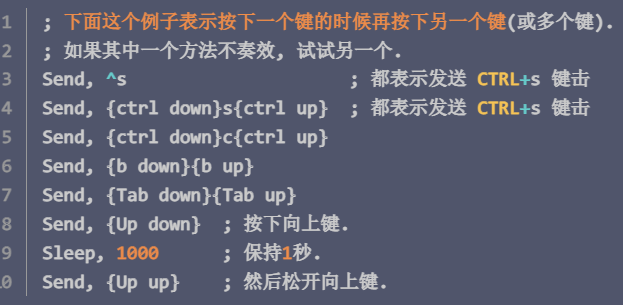 1 ; 下面这个例子表示按下一个键的时候再按下另一个键(或多个键).
2 ; 如果其中一个方法不奏效, 试试另一个.
3 Send, ^s ; 都表示发送 CTRL+s 键击
4 Send, {ctrl down}s{ctrl up} ; 都表示发送 CTRL+s 键击
5 Send, {ctrl down}c{ctrl up}
6 Send, {b down}{b up}
7 Send, {Tab down}{Tab up}
8 Send, {Up down} ; 按下向上键.
9 Sleep, 1000 ; 保持1秒.
10 Send, {Up up} ; 然后松开向上键.